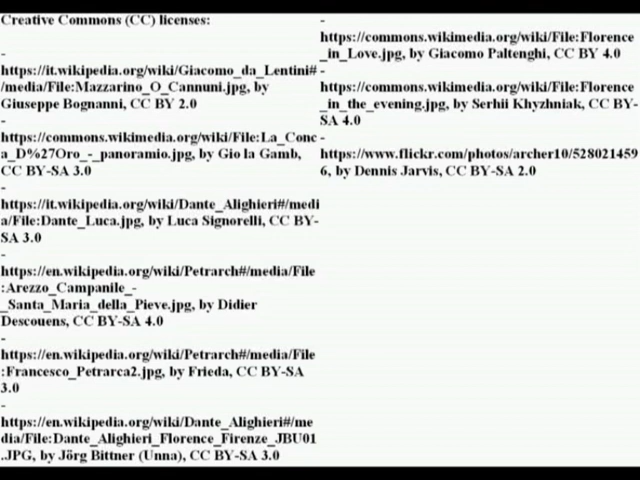 Creative Commons (CC) licenses:
-
https://it.wikipedia.org/wiki/Giacomo_da_Lentini#
/media/File:Mazzarino_O_Cannuni.jpg, by
Giuseppe Bognanni, CC BY 2.0
-
https://commons.wikimedia.org/wiki/File:La_Conc
a_D%27Oro_-_panoramio.jpg, by Gio la Gamb,
CC BY-SA 3.0
-
https://it.wikipedia.org/wiki/Dante_Alighieri#/medi
a/File:Dante_Luca.jpg, by Luca Signorelli, CC BY-
SA 3.0
-
https://en.wikipedia.org/wiki/Petrarch#/media/File
:Arezzo_Campanile_-
_Santa_Maria_della_Pieve.jpg, by Didier
Descouens, CC BY-SA 4.0
-
https://en.wikipedia.org/wiki/Petrarch#/media/File
:Francesco_Petrarca2.jpg, by Frieda, CC BY-SA
3.0
-
https://en.wikipedia.org/wiki/Dante_Alighieri#/me
dia/File:Dante_Alighieri_Florence_Firenze_JBU01
.JPG, by Jörg Bittner (Unna), CC BY-SA 3.0
-
https://commons.wikimedia.org/wiki/File:Florence
_in_Love.jpg, by Giacomo Paltenghi, CC BY 4.0
-
https://commons.wikimedia.org/wiki/File:Florence
_in_the_evening.jpg, by Serhii Khyzhniak, CC BY-
SA 4.0
-
https://www.flickr.com/photos/archer10/528021459
6, by Dennis Jarvis, CC BY-SA 2.0